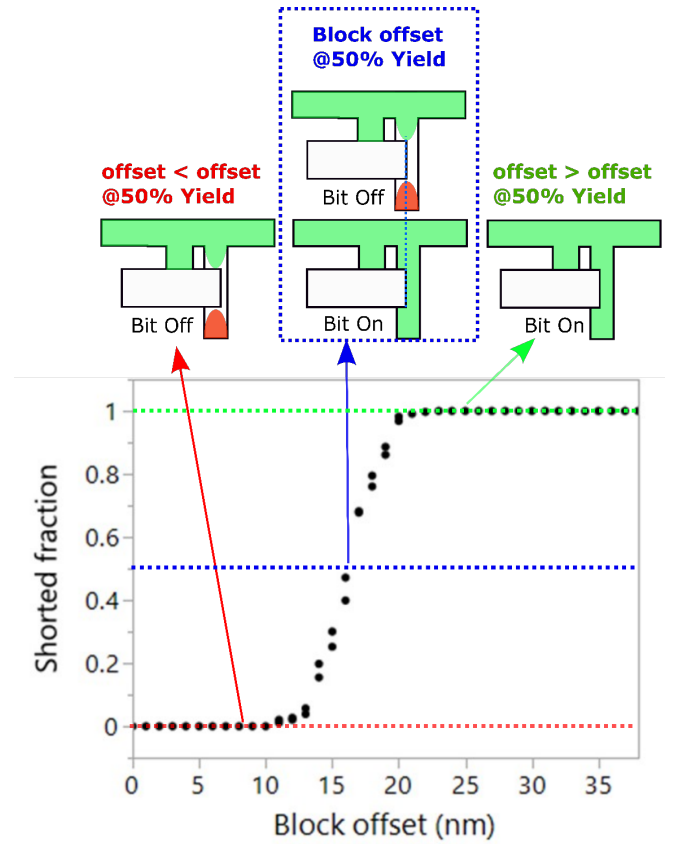 Block offset
@50% Yield
offset < offset
@50% Yield
offset > offset
@50% Yield
Bit Off
Bit Off
Bit On
Bit On
1
0.8
0.6
0.4
0.2
0
Shorted fraction
0 5 10 15 20 25 30 35
Block offset (nm)